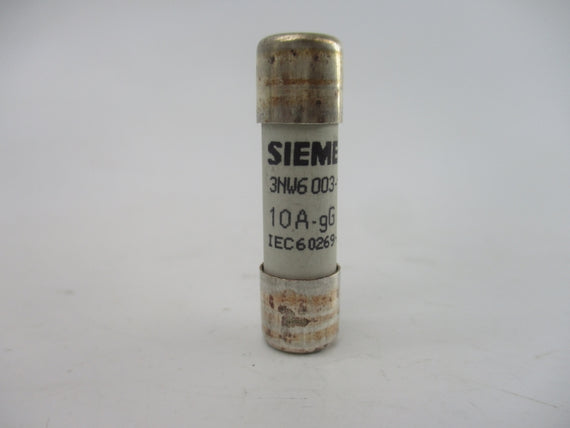 SIEME
3NW6 003-
10A-gG
IEC60269-